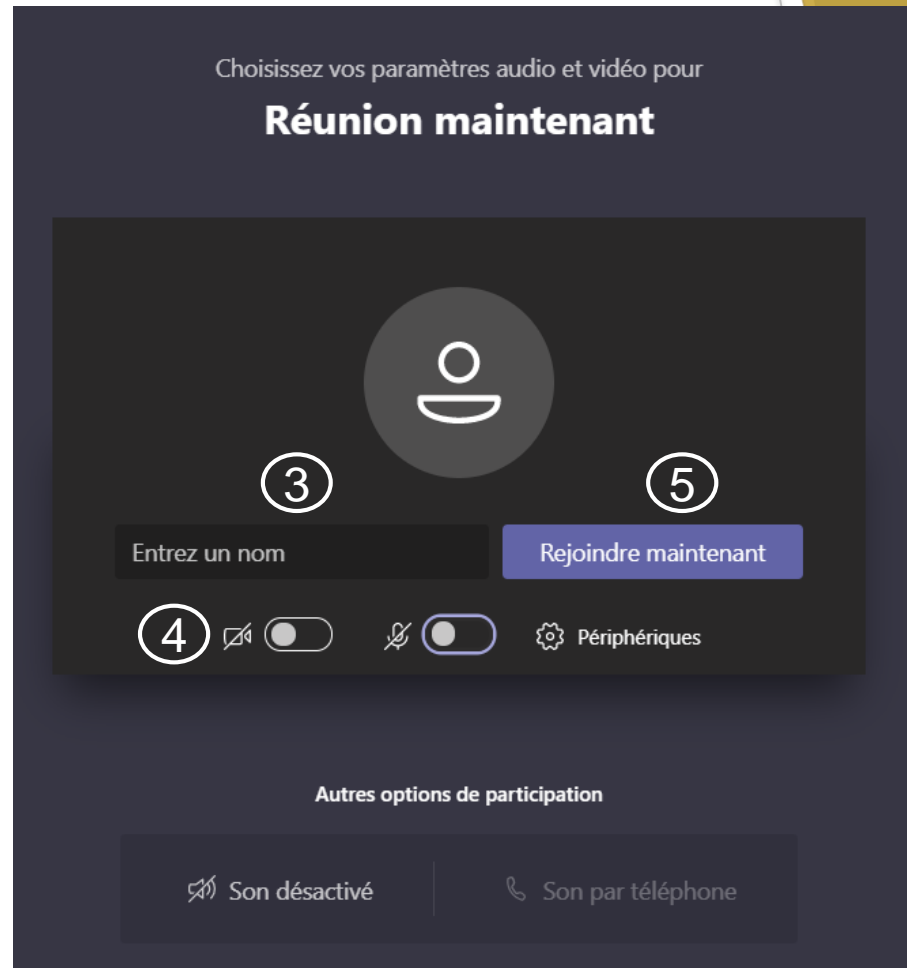 Choisissez vos paramètres audio et vidéo pour
Réunion maintenant
3
5
Entrez un nom
Rejoindre maintenant
4
Périphériques
Autres options de participation
Son désactivé
Son par téléphone